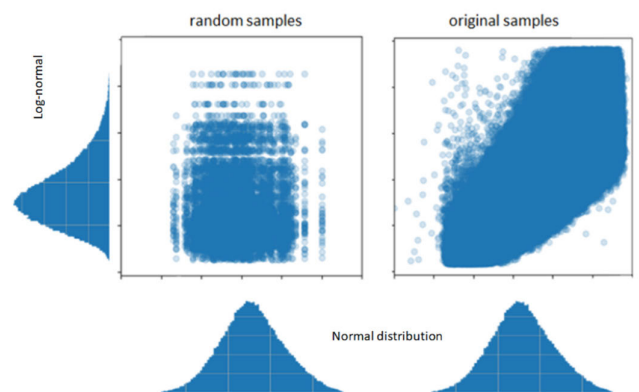 random samples
original samples
Log-normal
Normal distribution